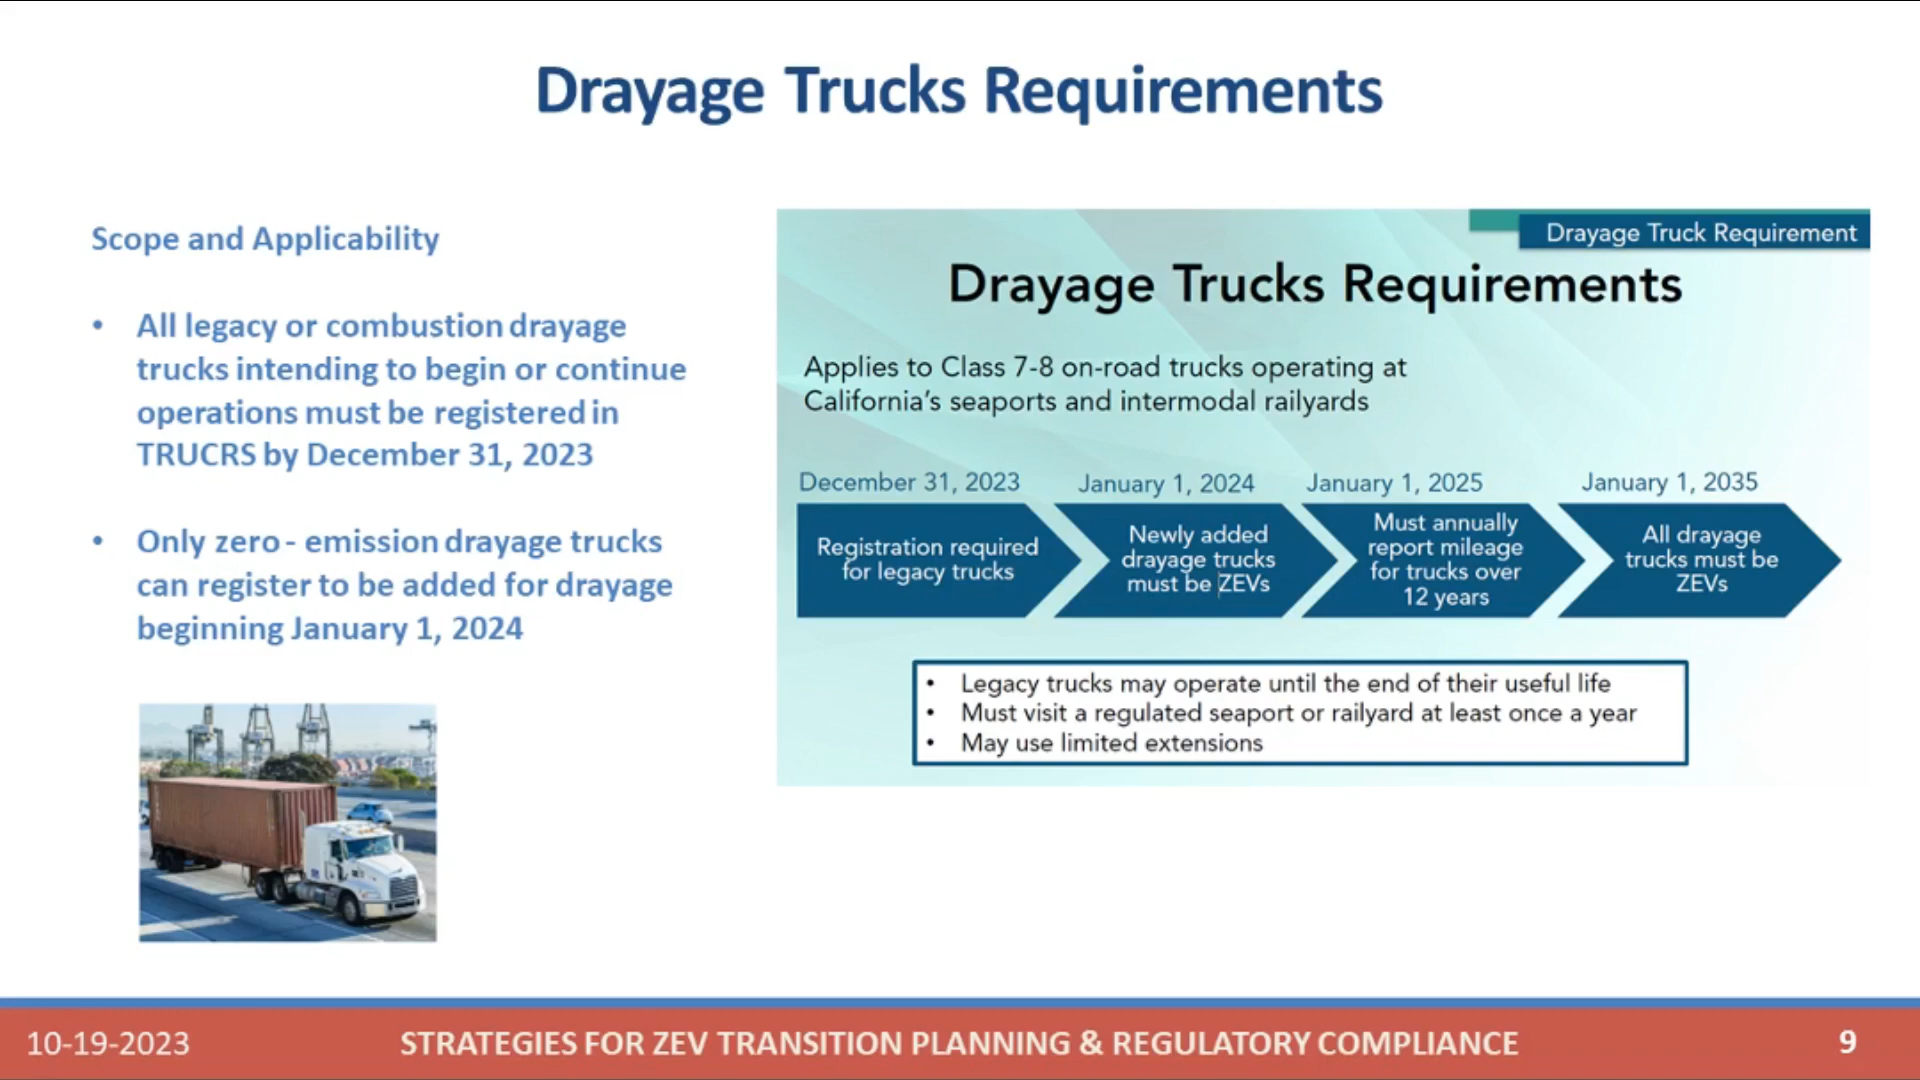 Drayage Trucks Requirements
Scope and Applicability
• All legacy or combustion drayage
trucks intending to begin or continue
operations must be registered in
TRUCRS by December 31, 2023
• Only zero - emission drayage trucks
can register to be added for drayage
beginning January 1, 2024
Drayage Truck Requirement
Drayage Trucks Requirements
Applies to Class 7-8 on-road trucks operating at
California's seaports and intermodal railyards
December 31, 2023
Registration required
for legacy trucks
January 1, 2024
Newly added
drayage trucks
must be ZEVs
January 1, 2025
Must annually
report mileage
for trucks over
12 years
January 1, 2035
All drayage
trucks must be
ZEVs
• Legacy trucks may operate until the end of their useful life
• Must visit a regulated seaport or railyard at least once a year
• May use limited extensions
10-19-2023
STRATEGIES FOR ZEV TRANSITION PLANNING & REGULATORY COMPLIANCE
9